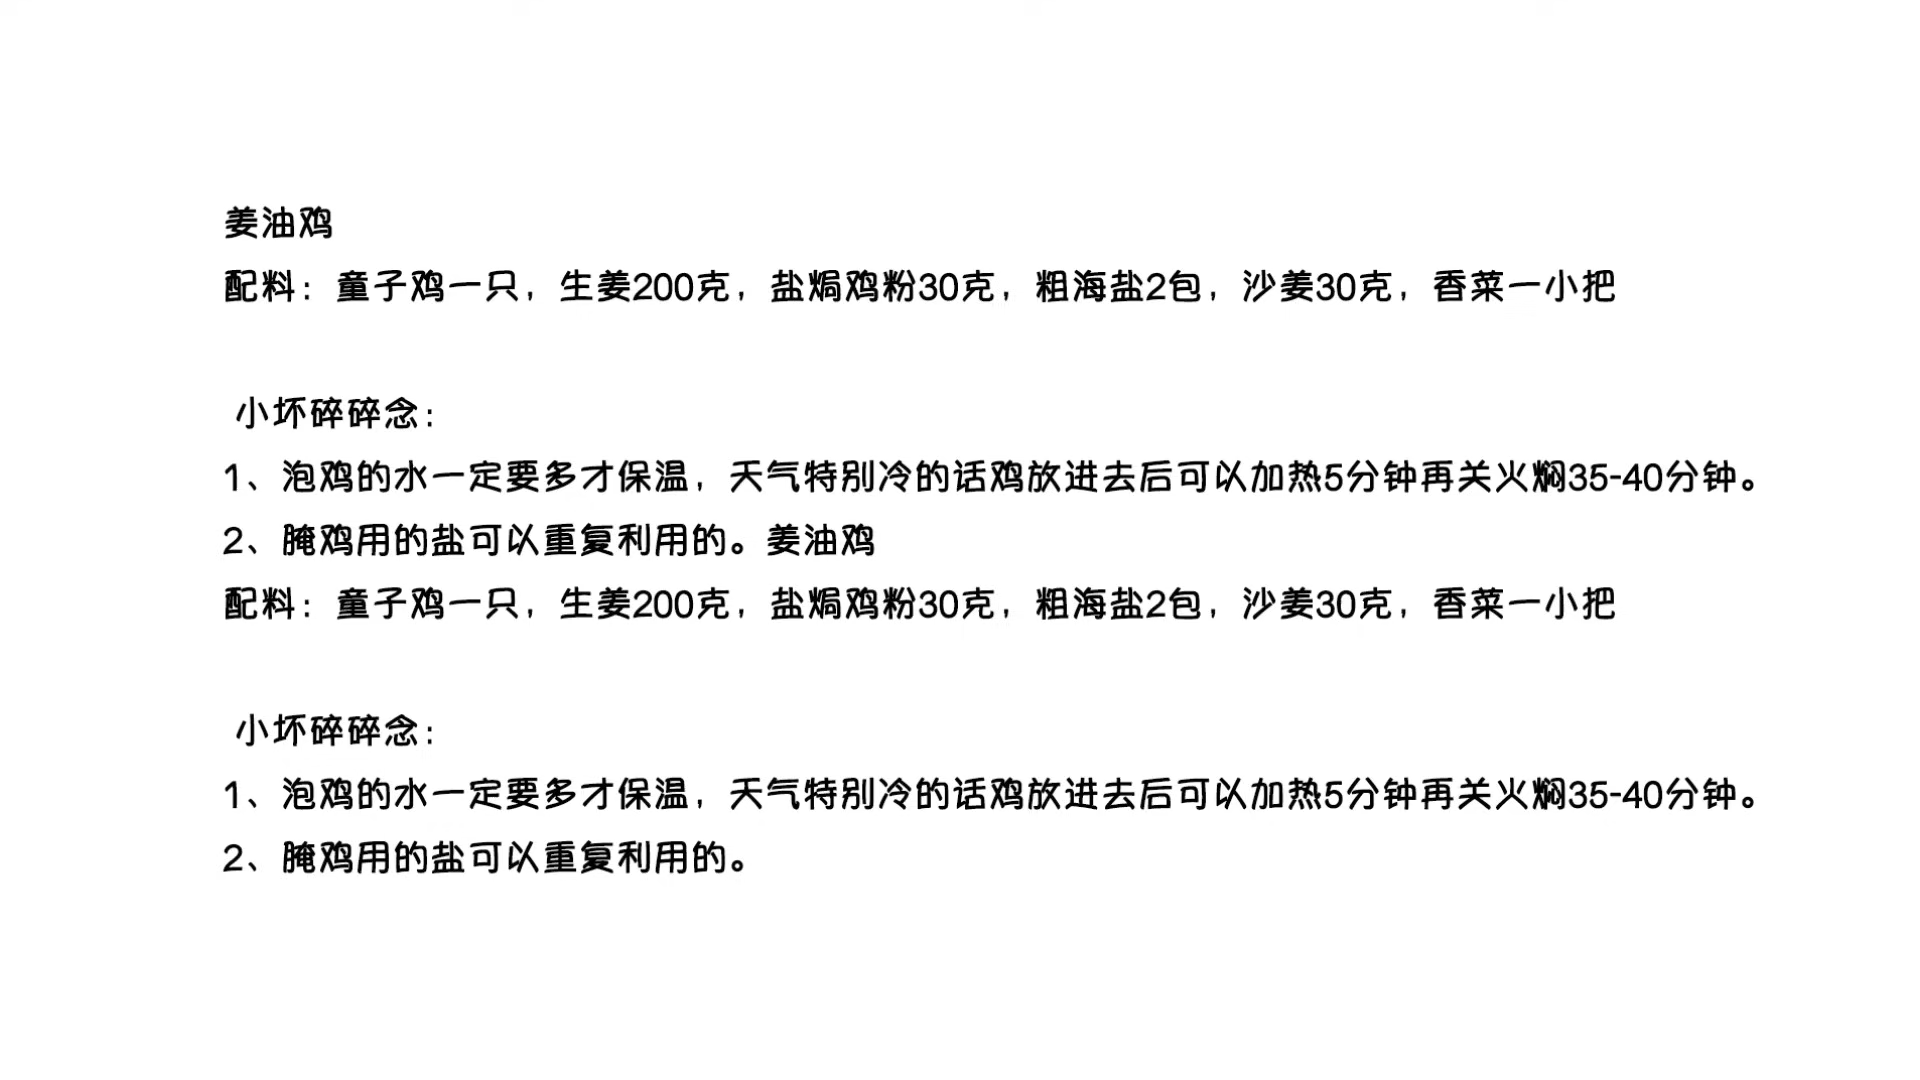 姜油鸡
配料：童子鸡一只，生姜200克，盐焗鸡粉30克，粗海盐2包，沙姜30克，香菜一小把
小坏碎碎念：
1、泡鸡的水一定要多才保温，天气特别冷的话鸡放进去后可以加热5分钟再关火焖35-40分钟。
2、腌鸡用的盐可以重复利用的。姜油鸡
配料：童子鸡一只，生姜200克，盐焗鸡粉30克，粗海盐2包，沙姜30克，香菜一小把
小坏碎碎念：
1、泡鸡的水一定要多才保温，天气特别冷的话鸡放进去后可以加热5分钟再关火焖35-40分钟。
2、腌鸡用的盐可以重复利用的。